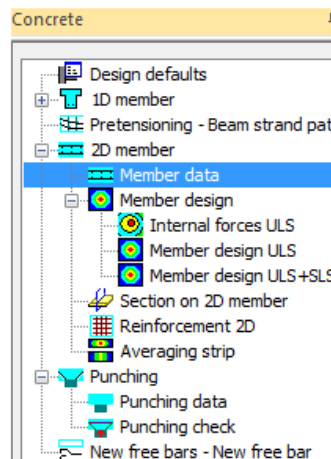 Concrete
Design defaults
1D member
Pretensioning - Beam strand pat
2D member
Member data
Member design
Internal forces ULS
Member design ULS
Member design ULS+SLS
Section on 2D member
Reinforcement 2D
Averaging strip
Punching
Punching data
Punching check
New free bars - New free bar